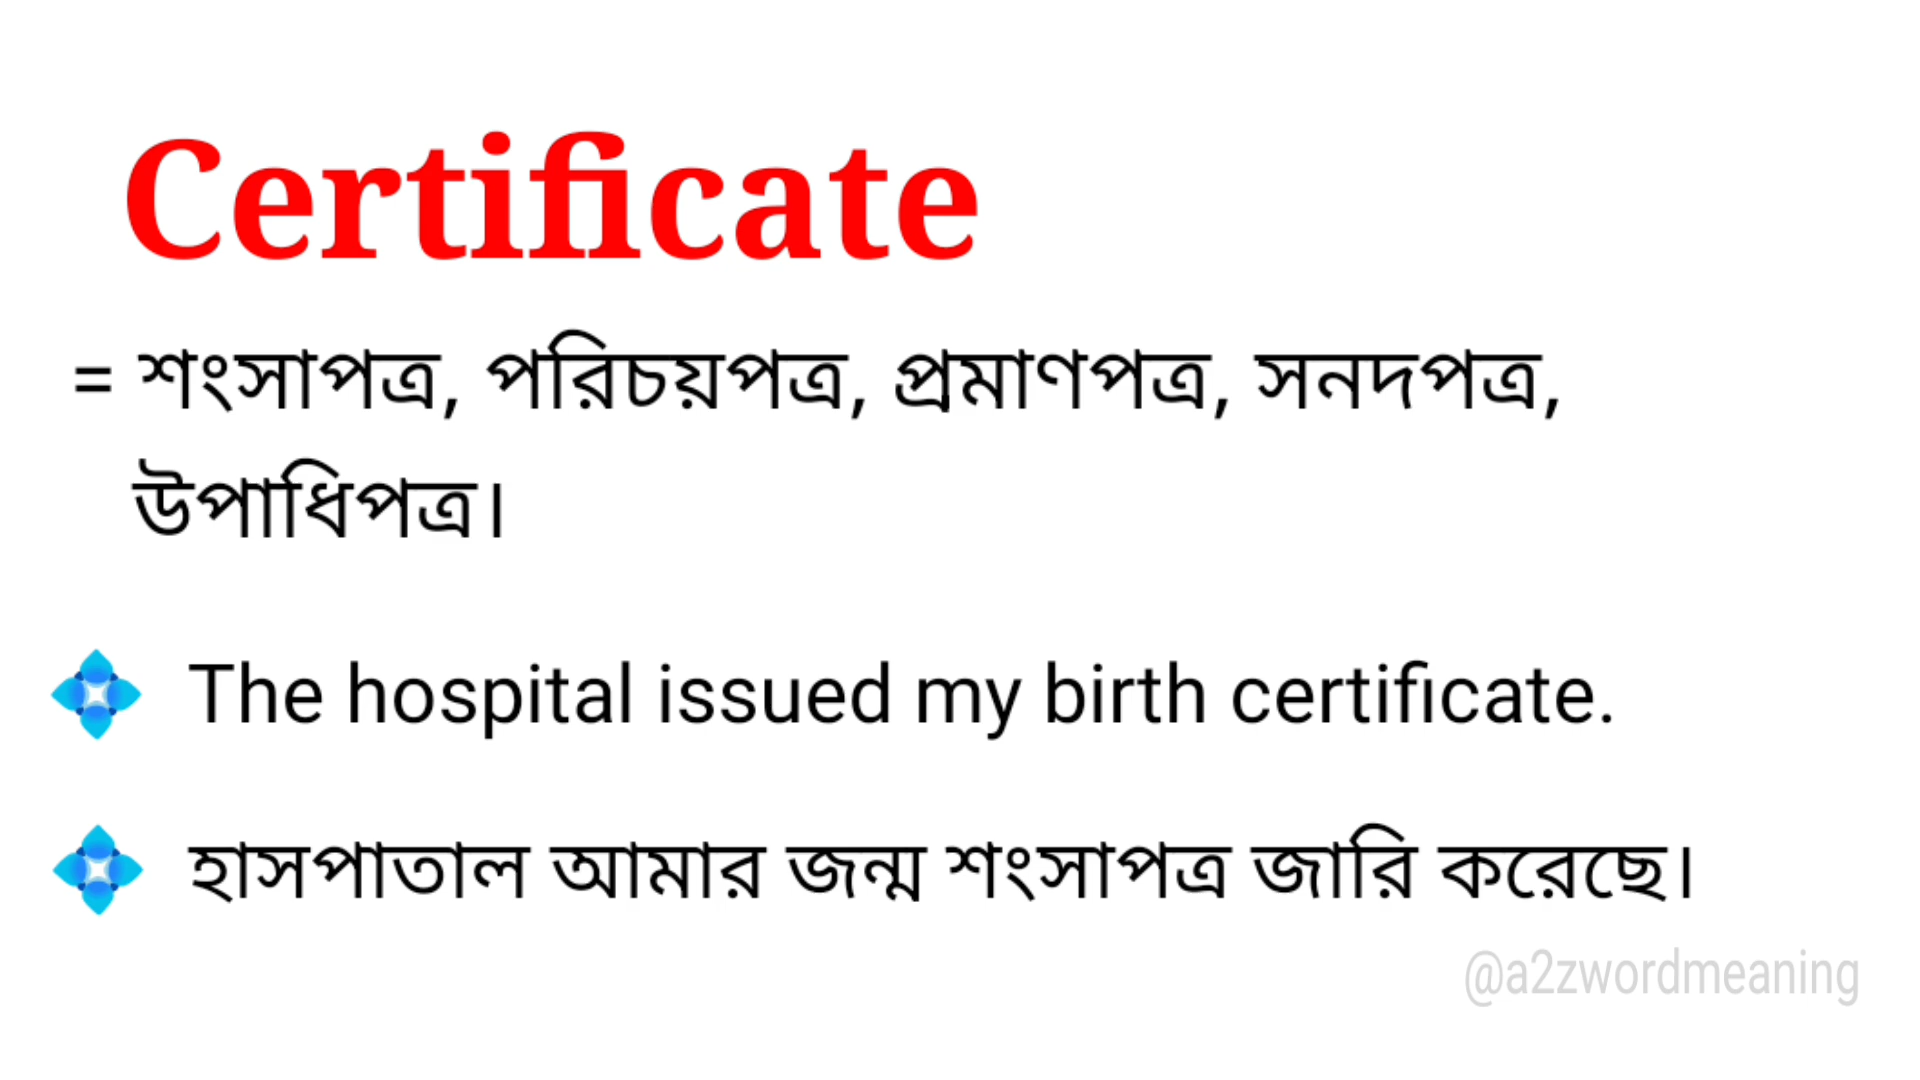 Certificate
= শংসাপত্র, পরিচয়পত্র, প্রমাণপত্র, সনদপত্র,
উপাধিপত্র।
The hospital issued my birth certificate.
হাসপাতাল আমার জন্ম শংসাপত্র জারি করেছে।
@a2zwordmeaning